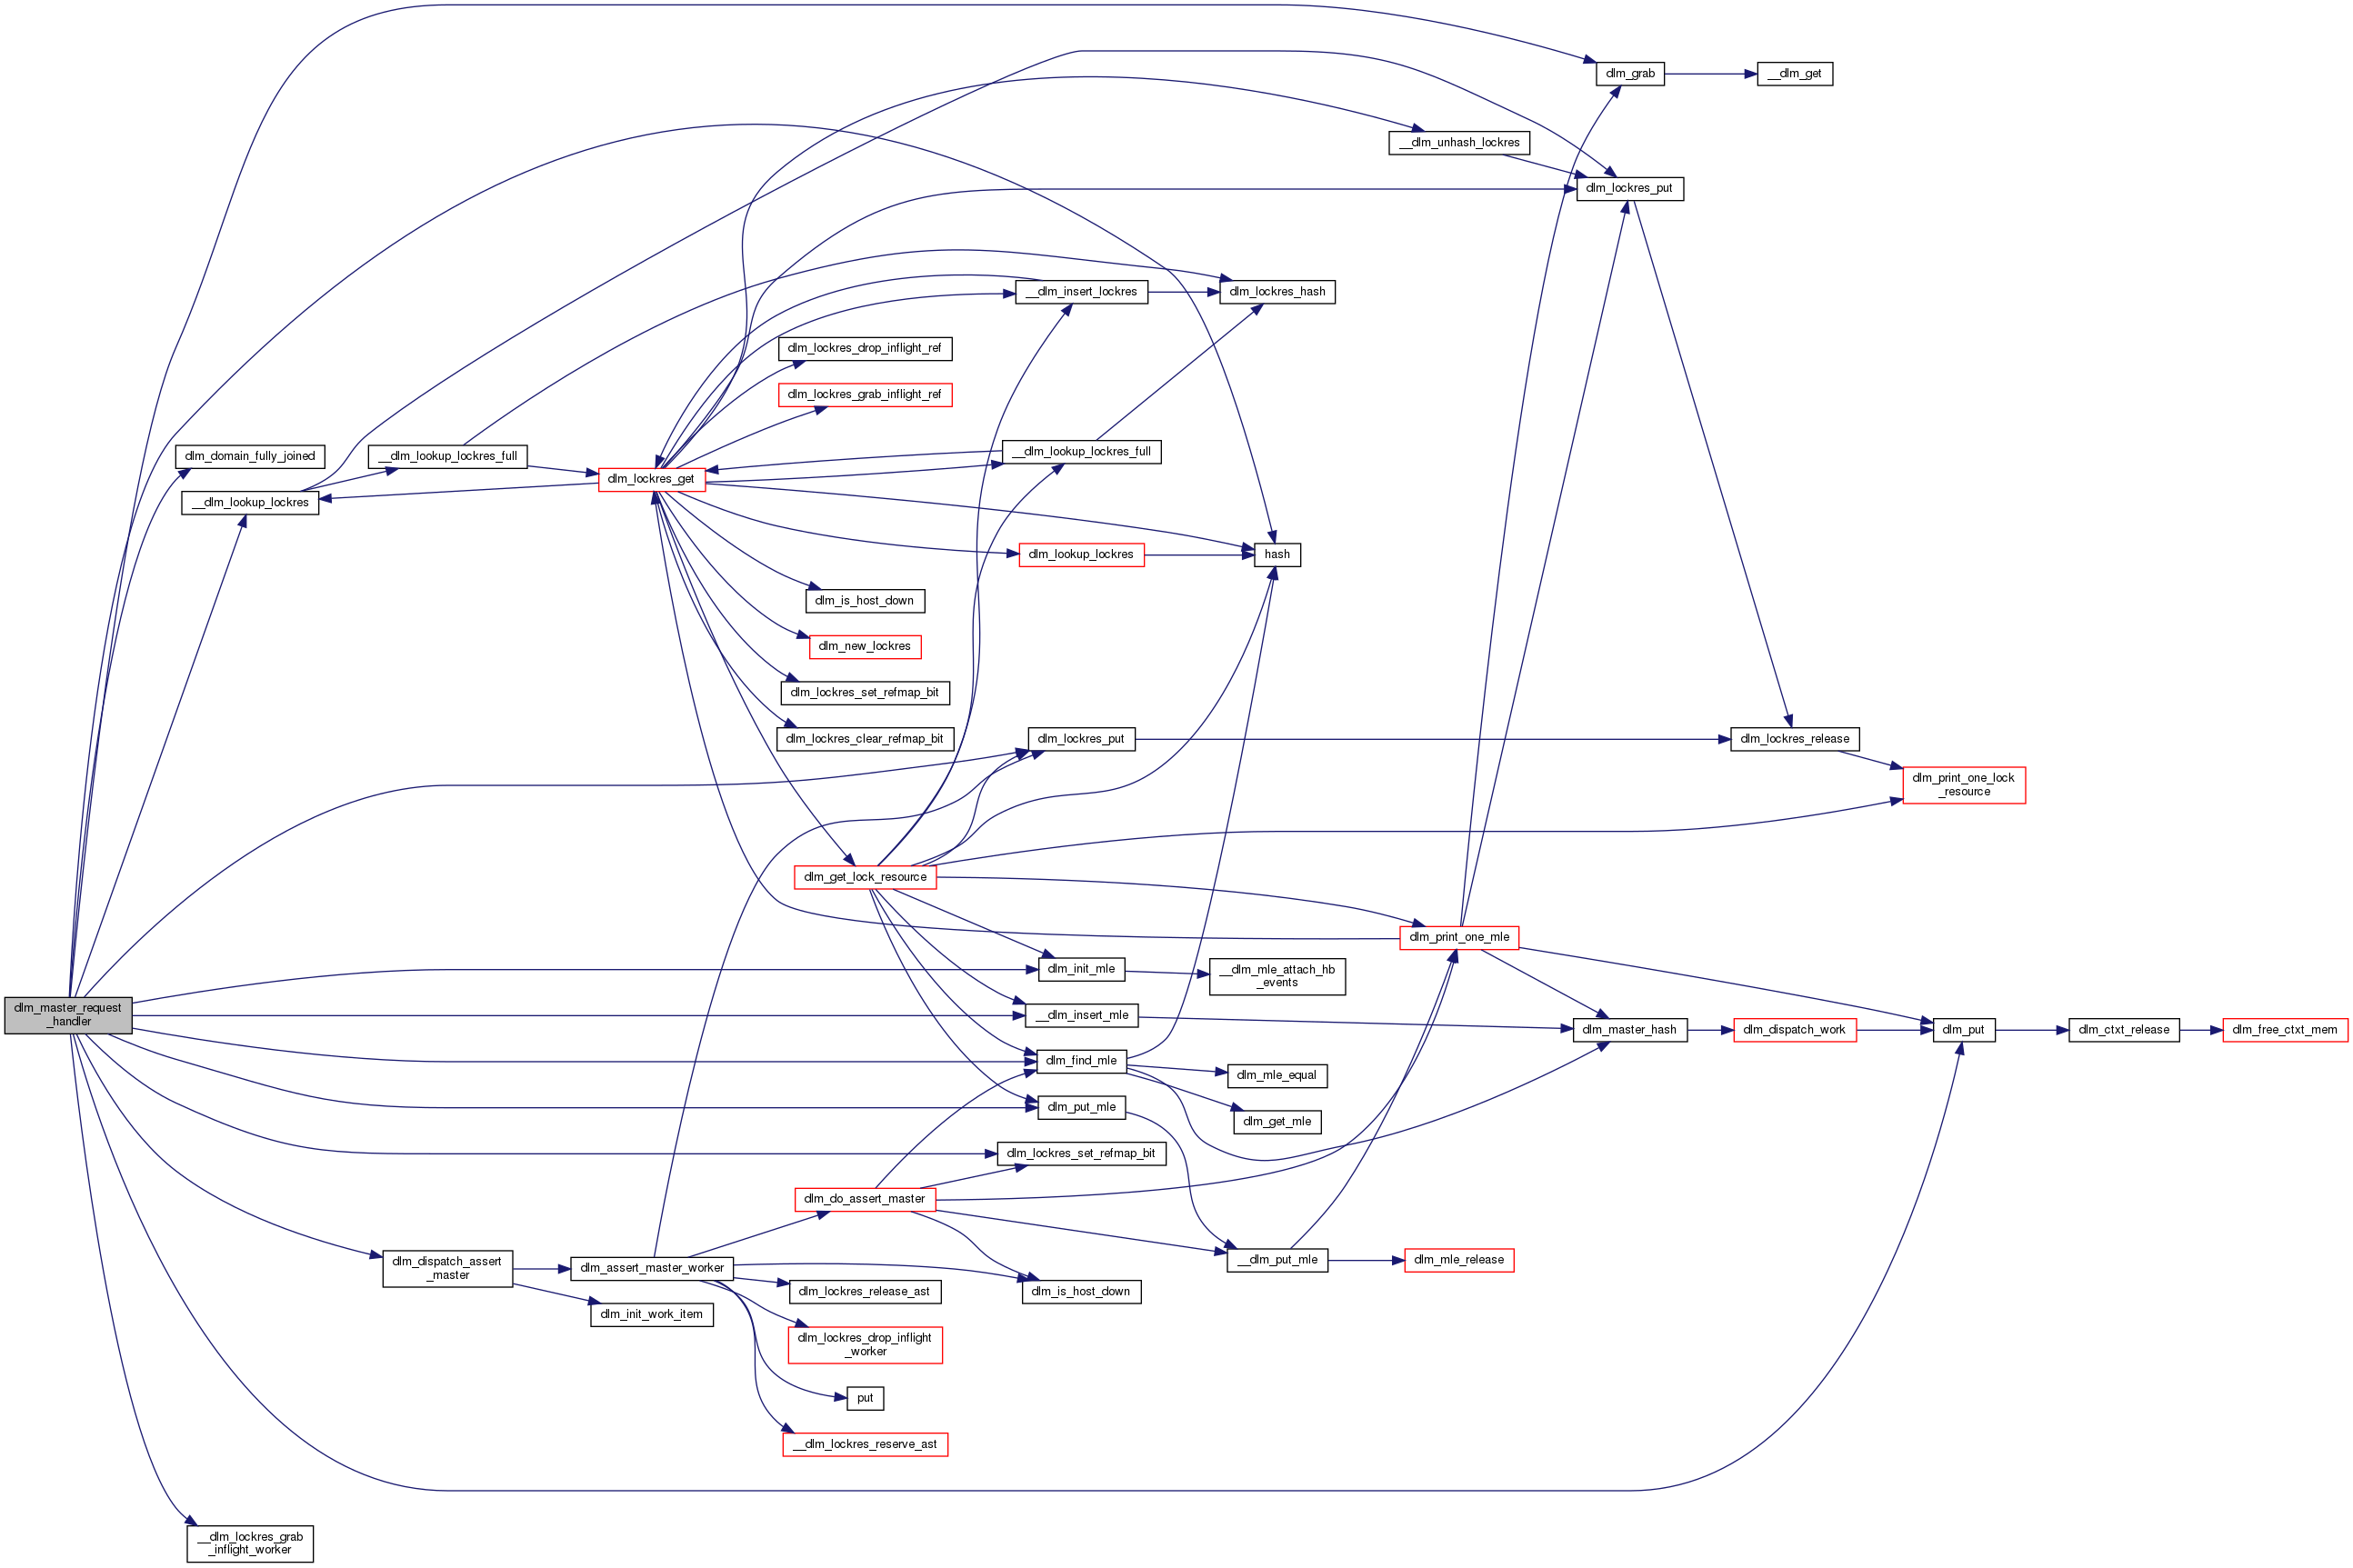 dlm_grab
__dlm_get
__dlm_unhash_lockres
dlm_lockres_put
__dlm_insert_lockres
dlm_lockres_hash
dlm_lockres_drop_inflight_ref
dlm_lockres_grab_inflight_ref
dlm_domain_fully_joined
__dlm_lookup_lockres_full
__dlm_lookup_lockres_full
dlm_lockres_get
__dlm_lookup_lockres
dlm_lookup_lockres
hash
dlm_is_host_down
dlm_new_lockres
dlm_lockres_set_refmap_bit
dlm_lockres_clear_refmap_bit
dlm_lockres_put
dlm_lockres_release
dlm_print_one_lock
_resource
dlm_get_lock_resource
dlm_print_one_mle
dlm_init_mle
__dlm_mle_attach_hb
_events
dlm_master_request
_handler
__dlm_insert_mle
dlm_master_hash
dlm_dispatch_work
dlm_put
dlm_ctxt_release
dlm_free_ctxt_mem
dlm_find_mle
dlm_mle_equal
dlm_put_mle
dlm_get_mle
dlm_lockres_set_refmap_bit
dlm_do_assert_master
dlm_dispatch_assert
_master
dlm_assert_master_worker
__dlm_put_mle
dlm_mle_release
dlm_lockres_release_ast
dlm_is_host_down
dlm_init_work_item
dlm_lockres_drop_inflight
_worker
put
__dlm_lockres_reserve_ast
__dlm_lockres_grab
_inflight_worker